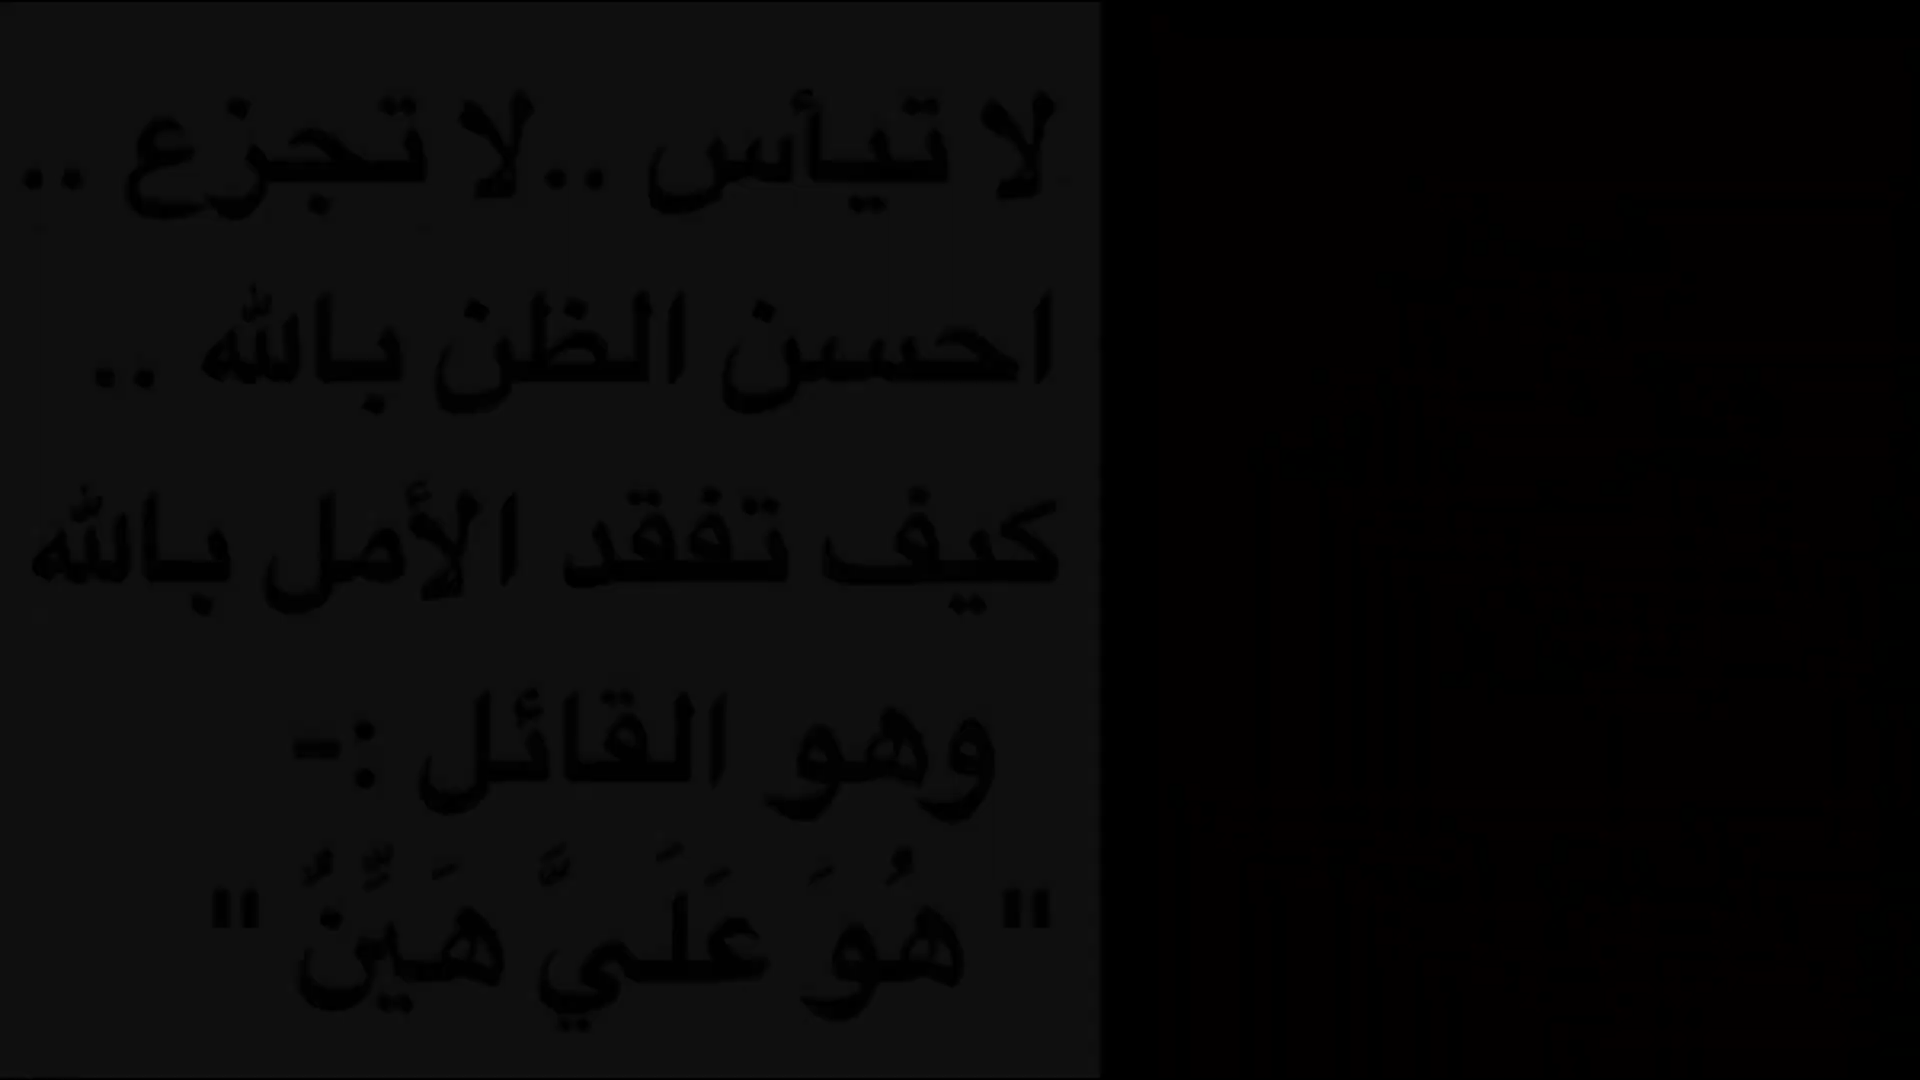 لا تيأس ..لا تجزع ..
احسن الظن بالله ..
كيف تفقد الأمل بالله
وهو القائل :-
" هُوَ عَلَيَّ هَيِّنٌ "